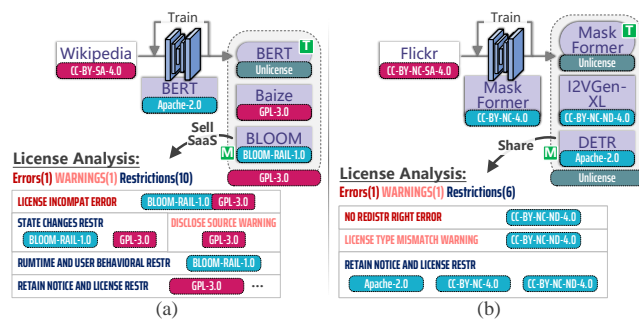 Train
Wikipedia
CC-BY-SA-4.0
BERT
Apache-2.0
T
BERT
Unlicense
Baize
GPL-3.0
BLOOM
BLOOM-RAIL-1.0
M
GPL-3.0
Sell
SaaS
License Analysis:
Errors(1) WARNINGS(1) Restrictions(10)
LICENSE INCOMPAT ERROR BLOOM-RAIL-1.0 GPL-3.0
STATE CHANGES RESTR DISCLOSE SOURCE WARNING
BLOOM-RAIL-1.0 GPL-3.0 GPL-3.0
RUMTIME AND USER BEHAVIORAL RESTR BLOOM-RAIL-1.0
RETAIN NOTICE AND LICENSE RESTR GPL-3.0 ...
(a)
Train
Flickr
CC-BY-NC-SA-4.0
Mask
Former
CC-BY-NC-4.0
T
Mask
Former
Unlicense
I2VGen-
XL
CC-BY-NC-ND-4.0
DETR
Apache-2.0
M
Unlicense
Share
License Analysis:
Errors(1) WARNINGS(1) Restrictions(6)
NO REDISTR RIGHT ERROR CC-BY-NC-ND-4.0
LICENSE TYPE MISMATCH WARNING CC-BY-NC-ND-4.0
RETAIN NOTICE AND LICENSE RESTR
Apache-2.0 CC-BY-NC-4.0 CC-BY-NC-ND-4.0
(b)